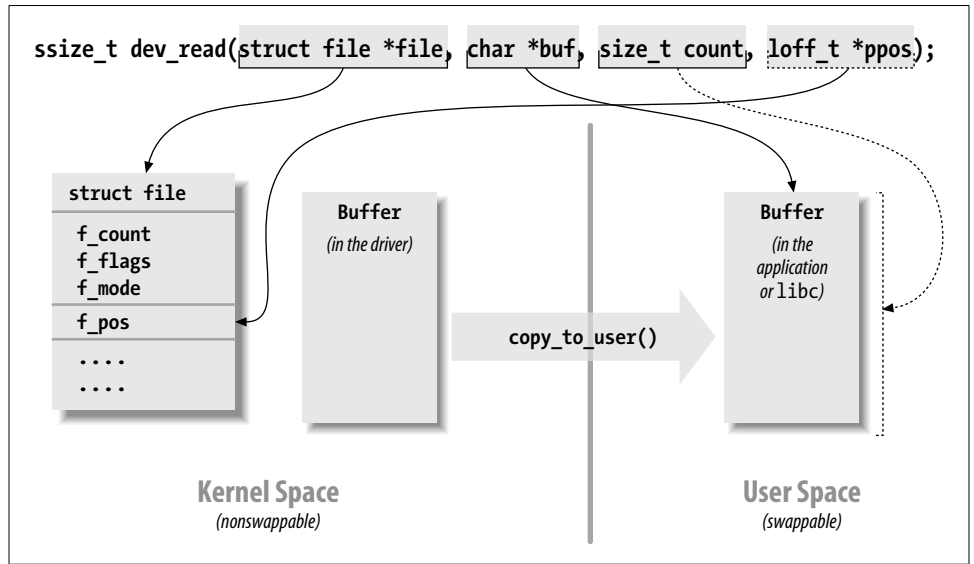 ssize_t dev_read(struct file *file, char *buf, size_t count, loff_t *ppos);
struct file
f_count
f_flags
f_mode
f_pos
....
....
Buffer
(in the driver)
copy_to_user()
Buffer
(in the
application
or libc)
Kernel Space
(nonswappable)
User Space
(swappable)